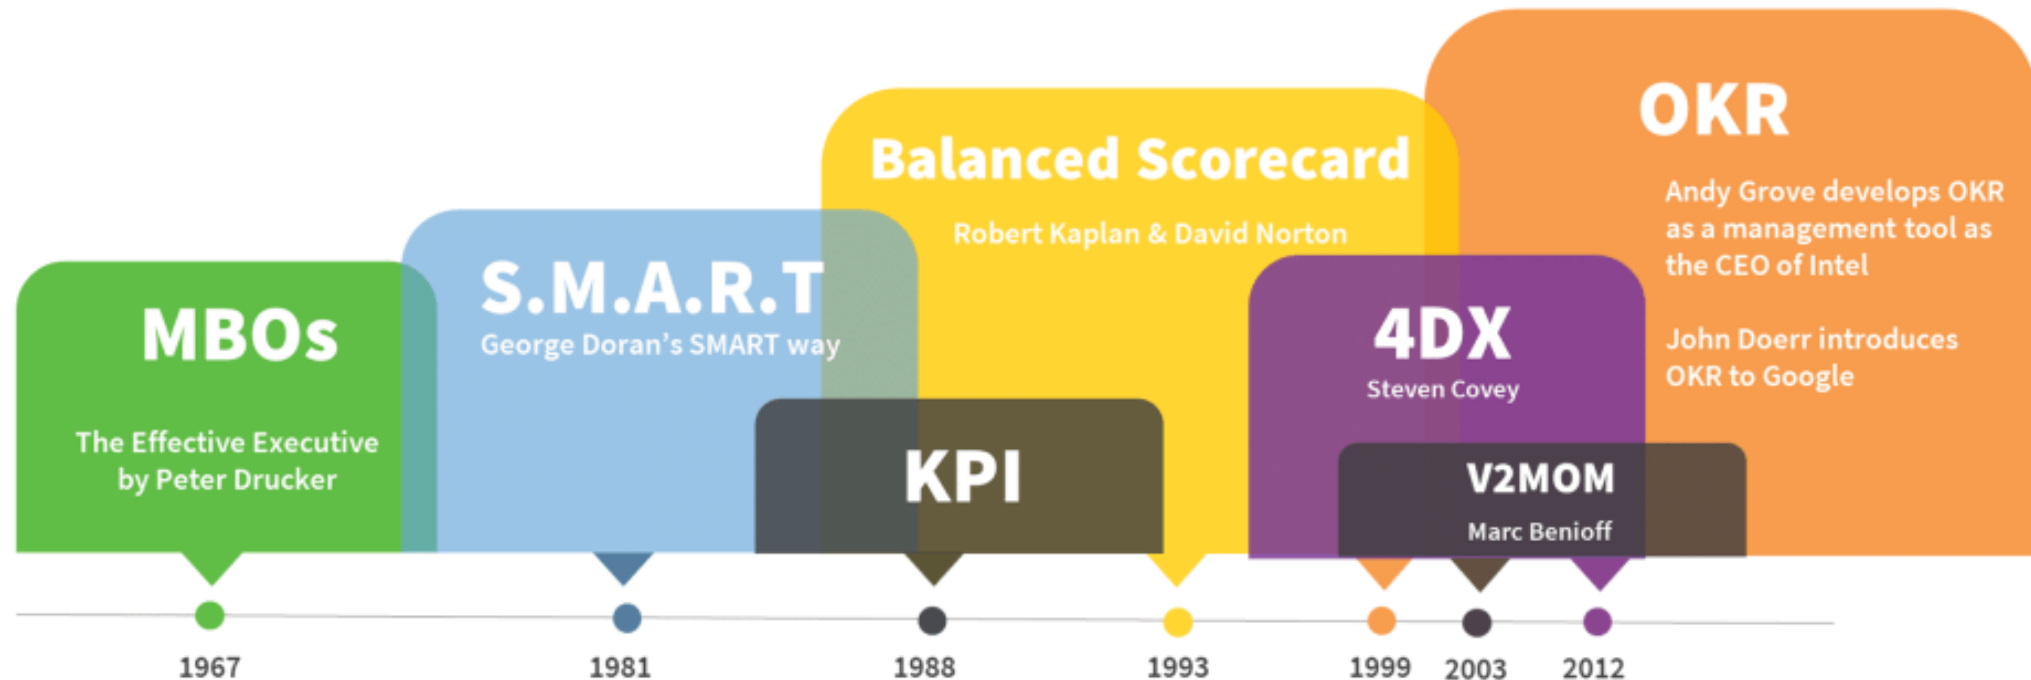 MBOs
The Effective Executive
by Peter Drucker
S.M.A.R.T
George Doran's SMART way
KPI
Balanced Scorecard
Robert Kaplan & David Norton
4DX
Steven Covey
V2MOM
Marc Benioff
OKR
Andy Grove develops OKR
as a management tool as
the CEO of Intel
John Doerr introduces
OKR to Google
1967
1981
1988
1993
1999
2003
2012